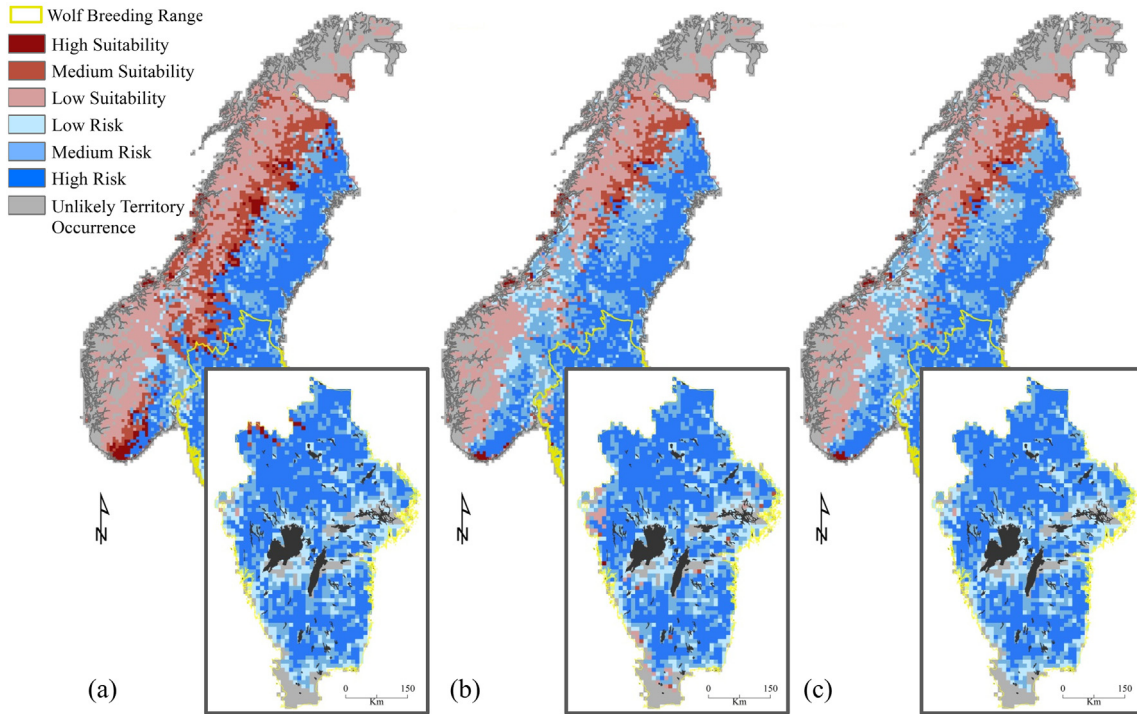 Wolf Breeding Range
High Suitability
Medium Suitability
Low Suitability
Low Risk
Medium Risk
High Risk
Unlikely Territory
Occurrence
N
N
N
(a)
0 150
Km
(b)
0 150
Km
(c)
0 150
Km